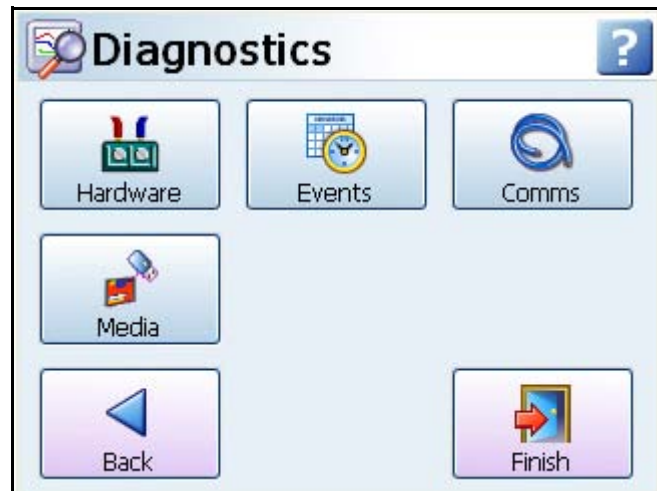 Diagnostics
?
Hardware
Events
Comms
Media
Back
Finish